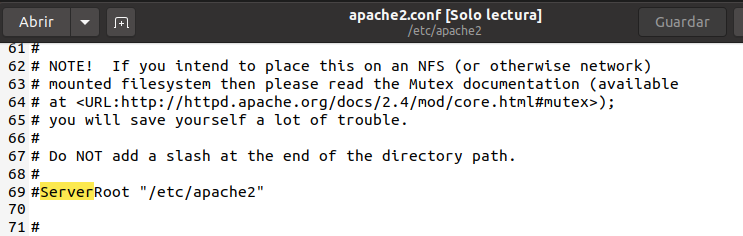 Abrir
apache2.conf [Solo lectura]
/etc/apache2
Guardar
61 #
62 # NOTE!  If you intend to place this on an NFS (or otherwise network)
63 # mounted filesystem then please read the Mutex documentation (available
64 # at <URL:http://httpd.apache.org/docs/2.4/mod/core.html#mutex>);
65 # you will save yourself a lot of trouble.
66 #
67 # Do NOT add a slash at the end of the directory path.
68 #
69 #ServerRoot "/etc/apache2"
70
71 #